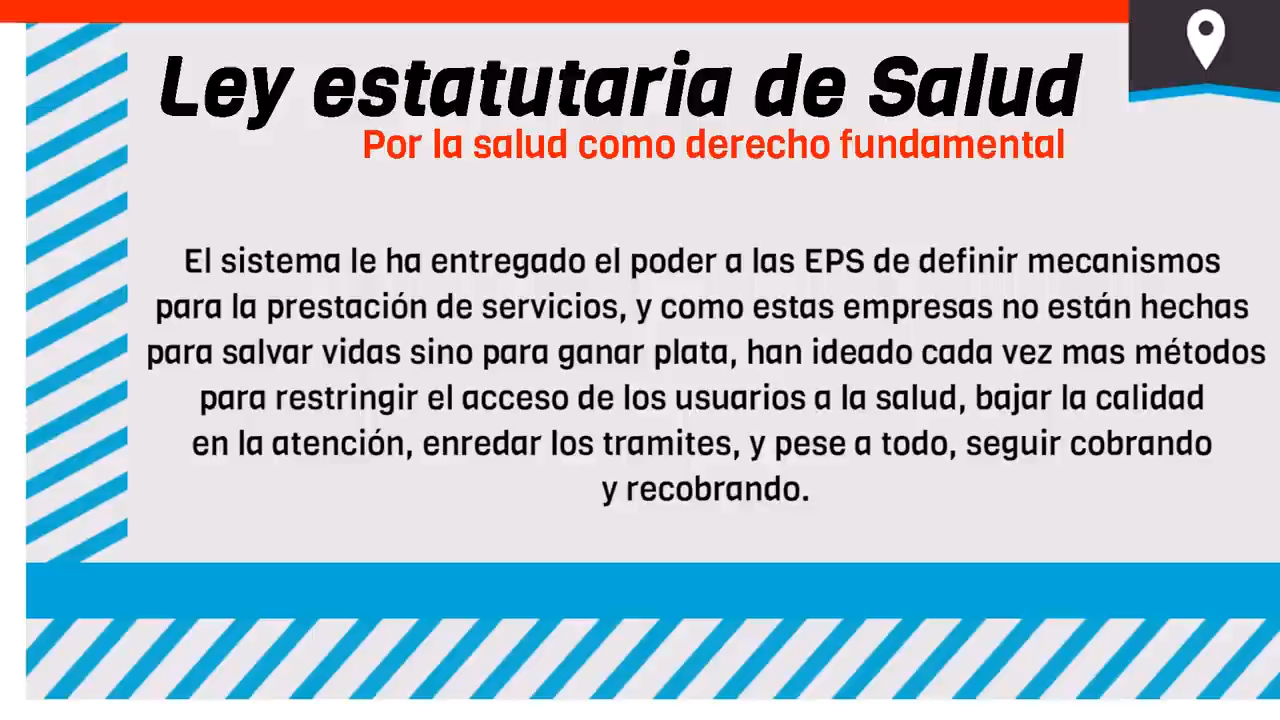 Ley estatutaria de Salud
Por la salud como derecho fundamental
El sistema le ha entregado el poder a las EPS de definir mecanismos
para la prestación de servicios, y como estas empresas no están hechas
para salvar vidas sino para ganar plata, han ideado cada vez mas métodos
para restringir el acceso de los usuarios a la salud, bajar la calidad
en la atención, enredar los tramites, y pese a todo, seguir cobrando
y recobrando.